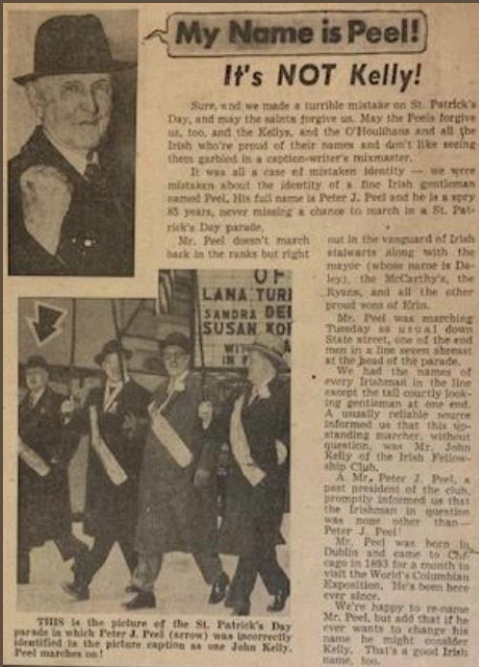 My Name is Peel!
It's NOT Kelly!
Sure, and we made a turrible mistake on St. Patrick's
Day, and may the saints forgive us. May the Peels forgive
us, too, and the Kellys, and the O'Houlihans and all the
Irish who're proud of their names and don't like seeing
them garbled in a caption-writer's mixmaster.
It was all a case of mistaken identity — we were
mistaken about the identity of a fine Irish gentleman
named Peel. His full name is Peter J. Peel and he is a spry
85 years, never missing a chance to march in a St. Pat-
rick's Day parade.
Mr. Peel doesn't march
back in the ranks but right
out in the vanguard of Irish
stalwarts along with the
mayor (whose name is Da-
ley), the McCarthy's, the
Ryans, and all the other
proud sons of Erin.
Mr. Peel was marching
Tuesday as usual down
State street, one of the end
men in a line seven abreast
at the head of the parade.
We had the names of
every Irishman in the line
except the tall courtly look-
ing gentleman at one end.
A usually reliable source
informed us that this up-
standing marcher, without
question, was Mr. John
Kelly of the Irish Fellow-
ship Club.
A Mr. Peter J. Peel, a
past president of the club,
promptly informed us that
the Irishman in question
was none other than—
Peter J. Peel!
Mr. Peel was born in
Dublin and came to Chi-
cago in 1893 for a month to
visit the World's Columbian
Exposition. He's been here
ever since.
We're happy to re-name
Mr. Peel, but add that if he
ever wants to change his
name he might consider
Kelly. That's a good Irish
name, too.
OF
LANA TURN
SANDRA DEE
SUSAN KOH
WITH
IN
THIS is the picture of the St. Patrick's Day
parade in which Peter J. Peel (arrow) was incorrectly
identified in the picture caption as one John Kelly.
Peel marches on!